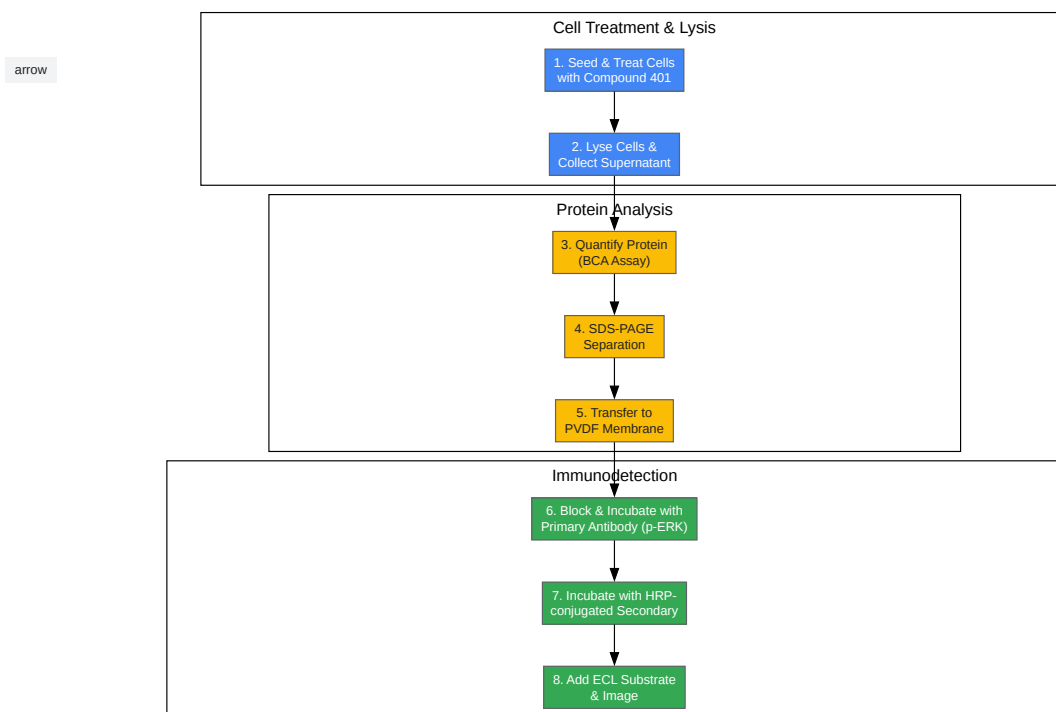 Cell Treatment & Lysis
arrow
1. Seed & Treat Cells
with Compound 401
2. Lyse Cells &
Collect Supernatant
Protein Analysis
3. Quantify Protein
(BCA Assay)
4. SDS-PAGE
Separation
5. Transfer to
PVDF Membrane
Immunodetection
6. Block & Incubate with
Primary Antibody (p-ERK)
7. Incubate with HRP-
conjugated Secondary
8. Add ECL Substrate
& Image